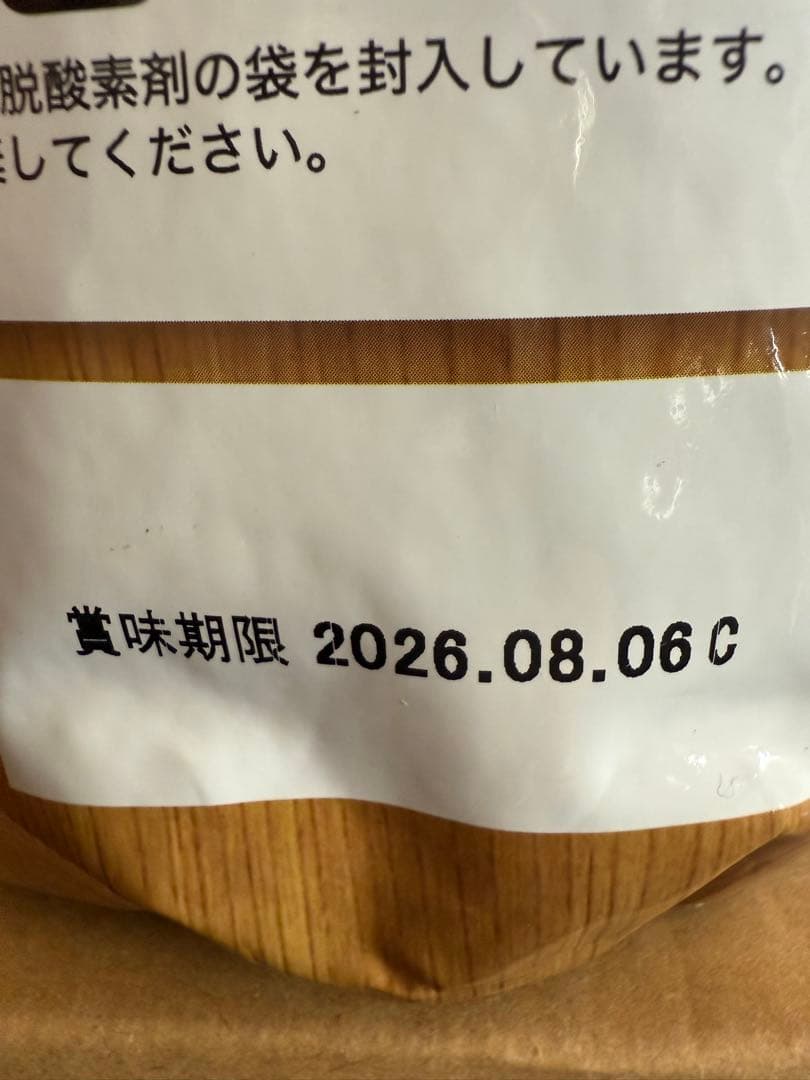 脱酸素剤の袋を封入しています。
してください。
賞味期限 2026.08.06 C